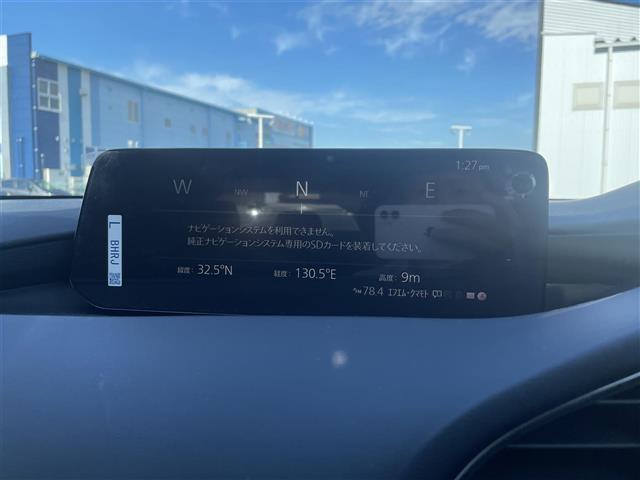 1:27 pm
W NW N NE E
ナビゲーションシステムを利用できません。
純正ナビゲーションシステム専用のSDカードを装着してください。
緯度: 32.5°N 経度: 130.5°E 高度: 9m
FM 78.4 エフエム・クマモト
L BHRJ